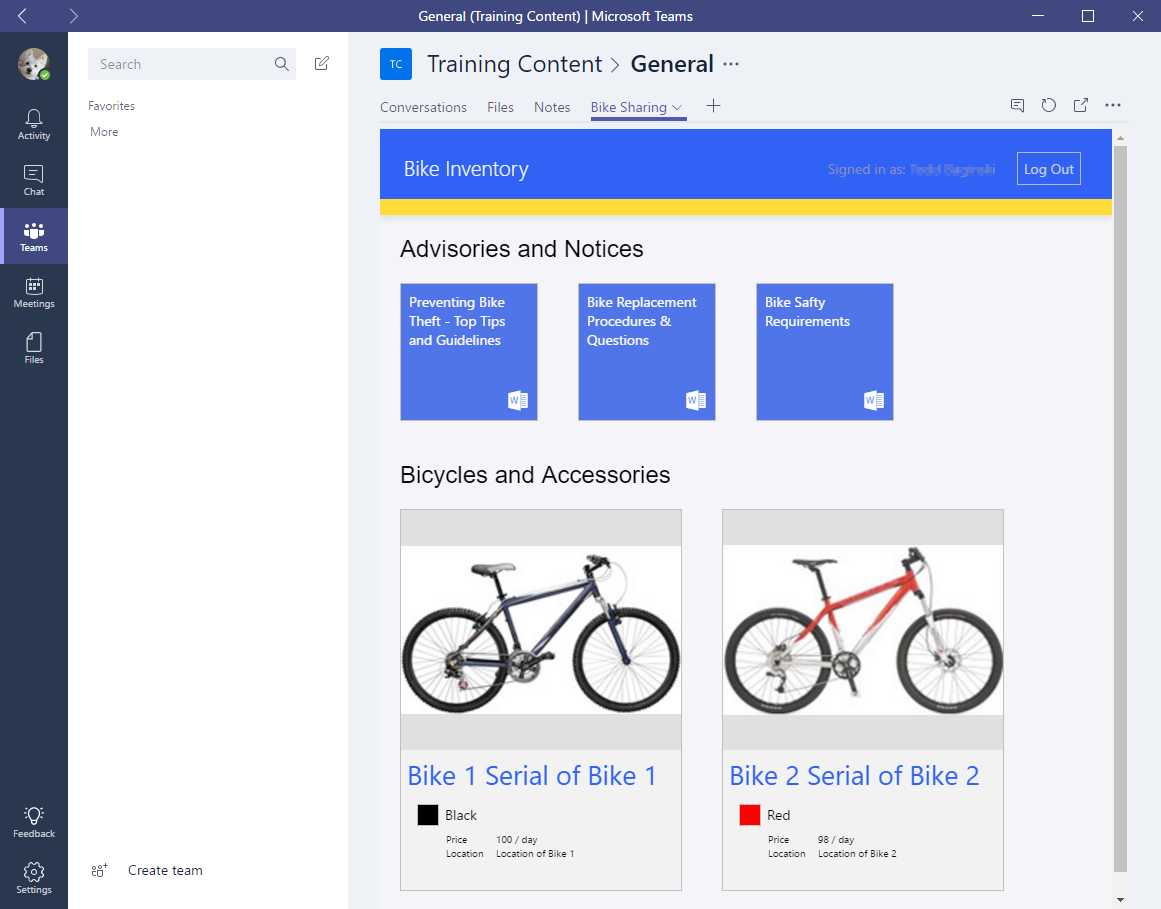 General (Training Content) | Microsoft Teams
Search
TC
Training Content > General ···
Favorites
More
Conversations Files Notes Bike Sharing
Activity
Chat
Teams
Meetings
Files
Bike Inventory
Signed in as:
Log Out
Advisories and Notices
Preventing Bike
Theft - Top Tips
and Guidelines
Bike Replacement
Procedures &
Questions
Bike Safty
Requirements
Bicycles and Accessories
Bike 1 Serial of Bike 1
Black
Price 100 / day
Location Location of Bike 1
Bike 2 Serial of Bike 2
Red
Price 98 / day
Location Location of Bike 2
Feedback
Settings
Create team